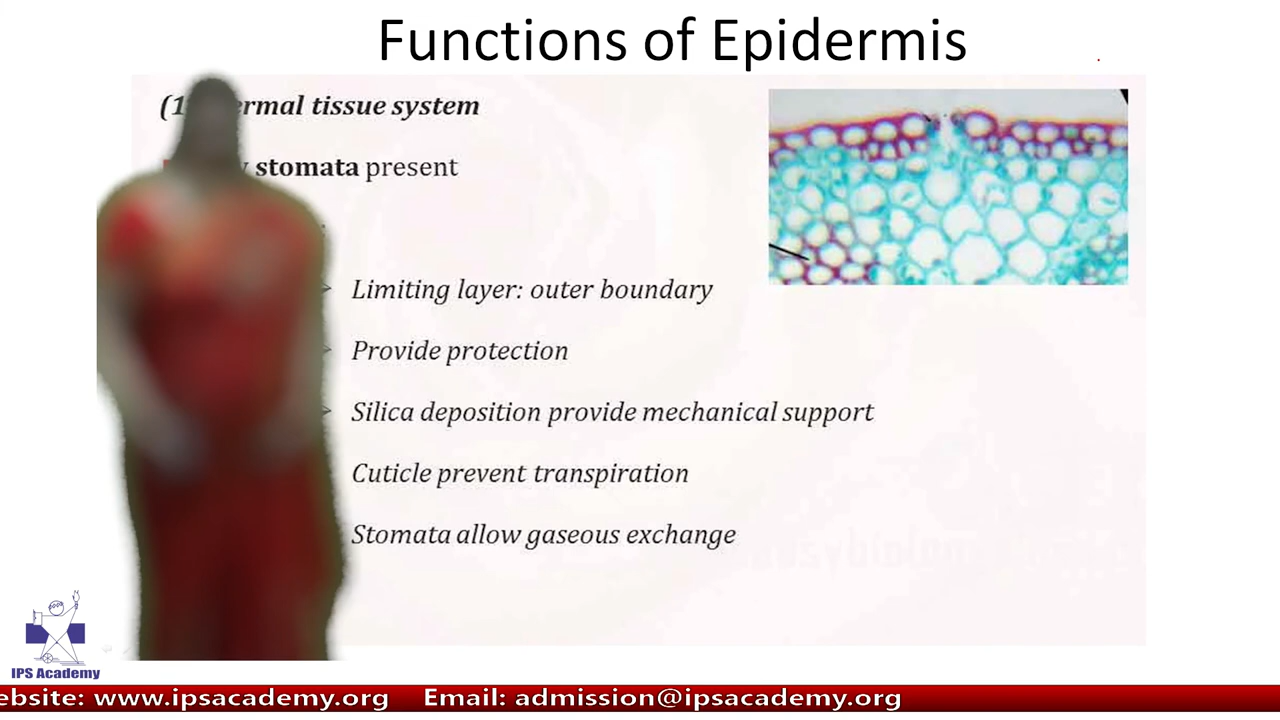 Functions of Epidermis
(1 ermal tissue system
stomata present
Limiting layer: outer boundary
Provide protection
Silica deposition provide mechanical support
Cuticle prevent transpiration
Stomata allow gaseous exchange
IPS Academy
ebsite: www.ipsacademy.org Email: admission@ipsacademy.org